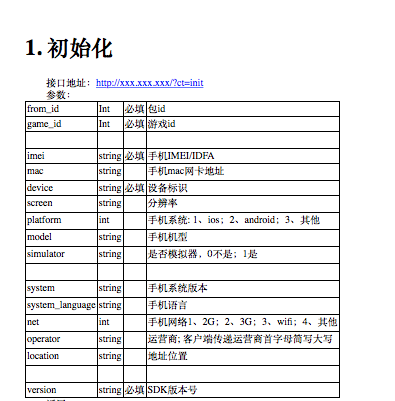 1. 初始化
接口地址：http://xxx.xxx.xxx/?ct=init
参数：
from_id Int 必填 包id
game_id Int 必填 游戏id
imei string 必填 手机IMEI/IDFA
mac string 手机mac网卡地址
device string 必填 设备标识
screen string 分辨率
platform int 手机系统: 1、ios；2、android；3、其他
model string 手机机型
simulator string 是否模拟器，0不是；1是
system string 手机系统版本
system_language string 手机语言
net int 手机网络1、2G；2、3G；3、wifi；4、其他
operator string 运营商; 客户端传递运营商首字母简写大写
location string 地址位置
version string 必填 SDK版本号